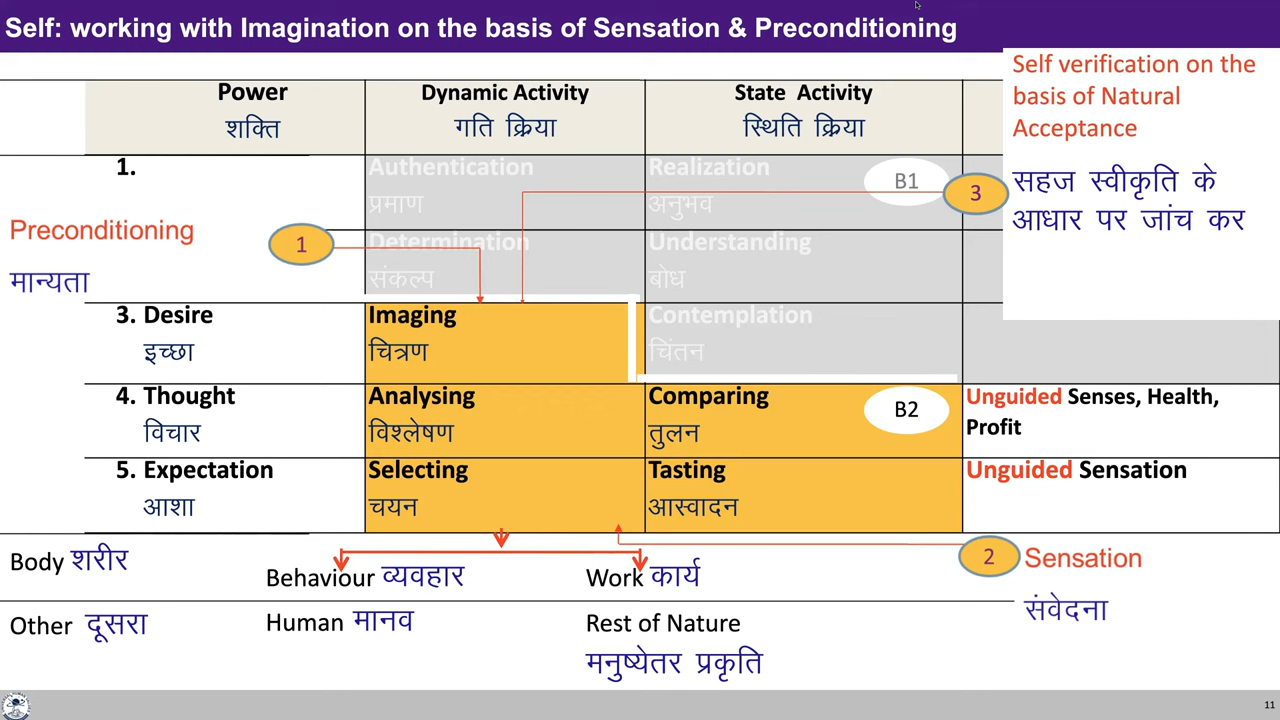 Self: working with Imagination on the basis of Sensation & Preconditioning
Self verification on the
basis of Natural
Acceptance
सहज स्वीकृति के
आधार पर जांच कर
Power
शक्ति
Dynamic Activity
गति क्रिया
State Activity
स्थिति क्रिया
1.
Authentication
प्रमाण
Realization
अनुभव
B1
3
Preconditioning
मान्यता
1
Determination
संकल्प
Understanding
बोध
3. Desire
इच्छा
Imaging
चित्रण
Contemplation
चिंतन
4. Thought
विचार
Analysing
विश्लेषण
Comparing
तुलन
B2
Unguided Senses, Health,
Profit
5. Expectation
आशा
Selecting
चयन
Tasting
आस्वादन
Unguided Sensation
Body शरीर
Behaviour व्यवहार
Work कार्य
2
Sensation
संवेदना
Other दूसरा
Human मानव
Rest of Nature
मनुष्येतर प्रकृति
11